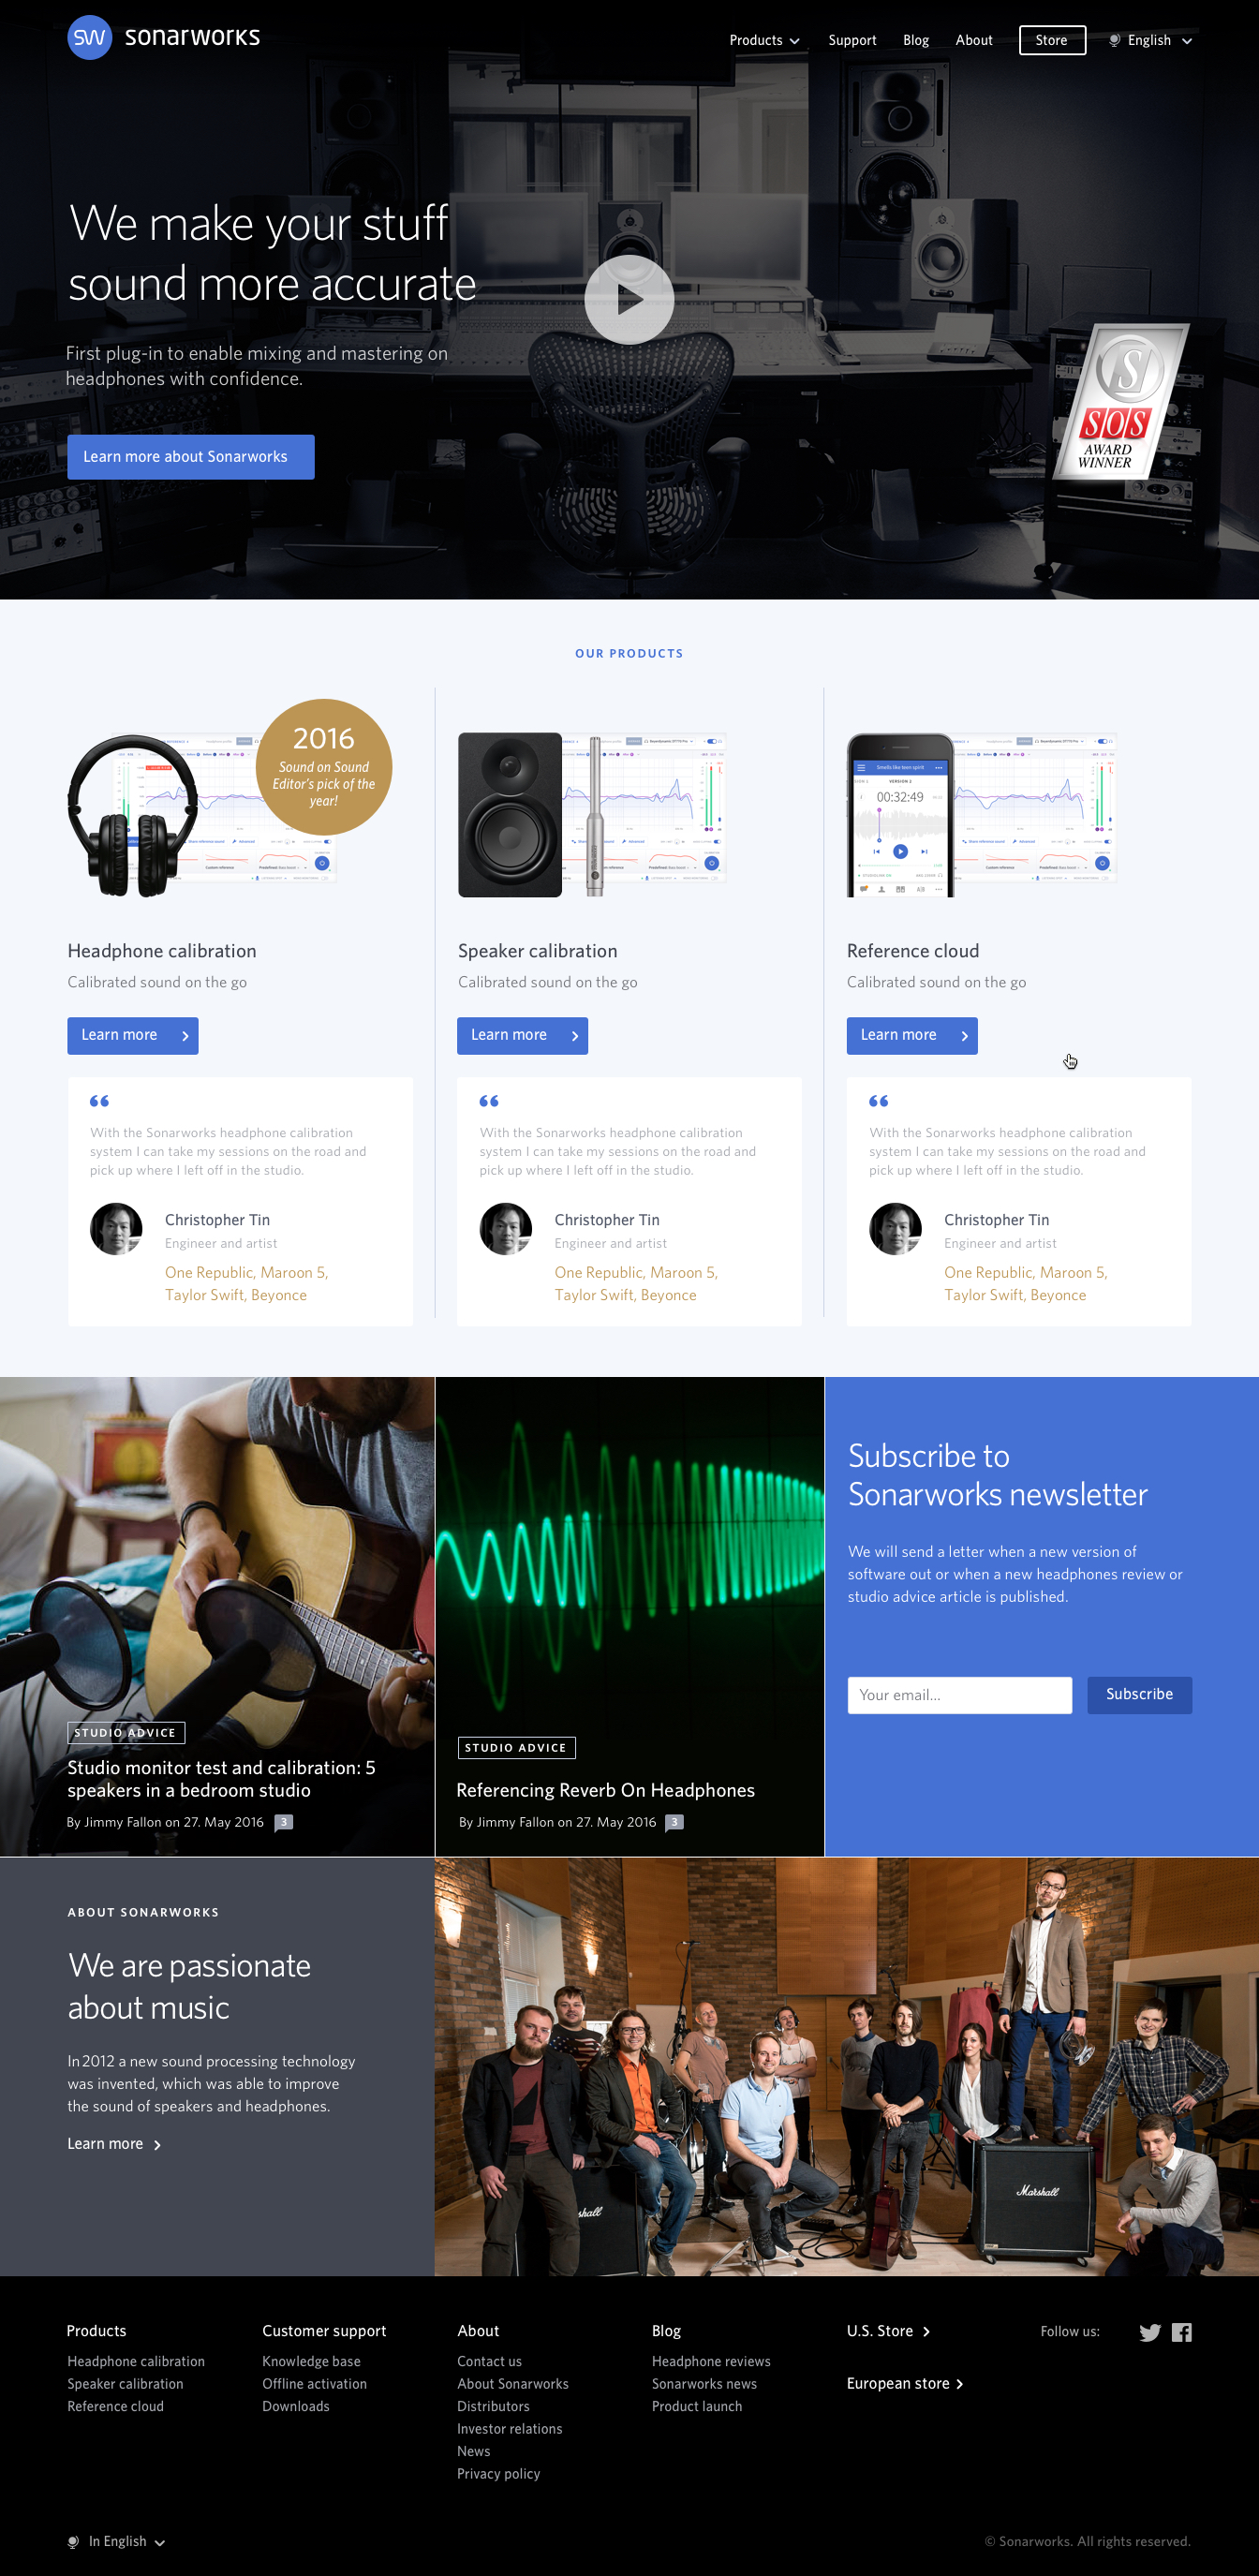 SW sonarworks
Products
Support
Blog
About
Store
English
We make your stuff
sound more accurate
First plug-in to enable mixing and mastering on
headphones with confidence.
Learn more about Sonarworks
S
SOS
AWARD
WINNER
OUR PRODUCTS
2016
Sound on Sound
Editor's pick of the
year!
Smells like teen spirit
VERSION 2
00:32:49
Headphone calibration
Calibrated sound on the go
Learn more
“
With the Sonarworks headphone calibration
system I can take my sessions on the road and
pick up where I left off in the studio.
Christopher Tin
Engineer and artist
One Republic, Maroon 5,
Taylor Swift, Beyonce
Speaker calibration
Calibrated sound on the go
Learn more
“
With the Sonarworks headphone calibration
system I can take my sessions on the road and
pick up where I left off in the studio.
Christopher Tin
Engineer and artist
One Republic, Maroon 5,
Taylor Swift, Beyonce
Reference cloud
Calibrated sound on the go
Learn more
“
With the Sonarworks headphone calibration
system I can take my sessions on the road and
pick up where I left off in the studio.
Christopher Tin
Engineer and artist
One Republic, Maroon 5,
Taylor Swift, Beyonce
STUDIO ADVICE
Studio monitor test and calibration: 5
speakers in a bedroom studio
By Jimmy Fallon on 27. May 2016 3
STUDIO ADVICE
Referencing Reverb On Headphones
By Jimmy Fallon on 27. May 2016 3
Subscribe to
Sonarworks newsletter
We will send a letter when a new version of
software out or when a new headphones review or
studio advice article is published.
Your email...
Subscribe
ABOUT SONARWORKS
We are passionate
about music
In 2012 a new sound processing technology
was invented, which was able to improve
the sound of speakers and headphones.
Learn more
shall
Marshall
Products
Headphone calibration
Speaker calibration
Reference cloud
Customer support
Knowledge base
Offline activation
Downloads
About
Contact us
About Sonarworks
Distributors
Investor relations
News
Privacy policy
Blog
Headphone reviews
Sonarworks news
Product launch
U.S. Store
European store
Follow us:
In English
© Sonarworks. All rights reserved.